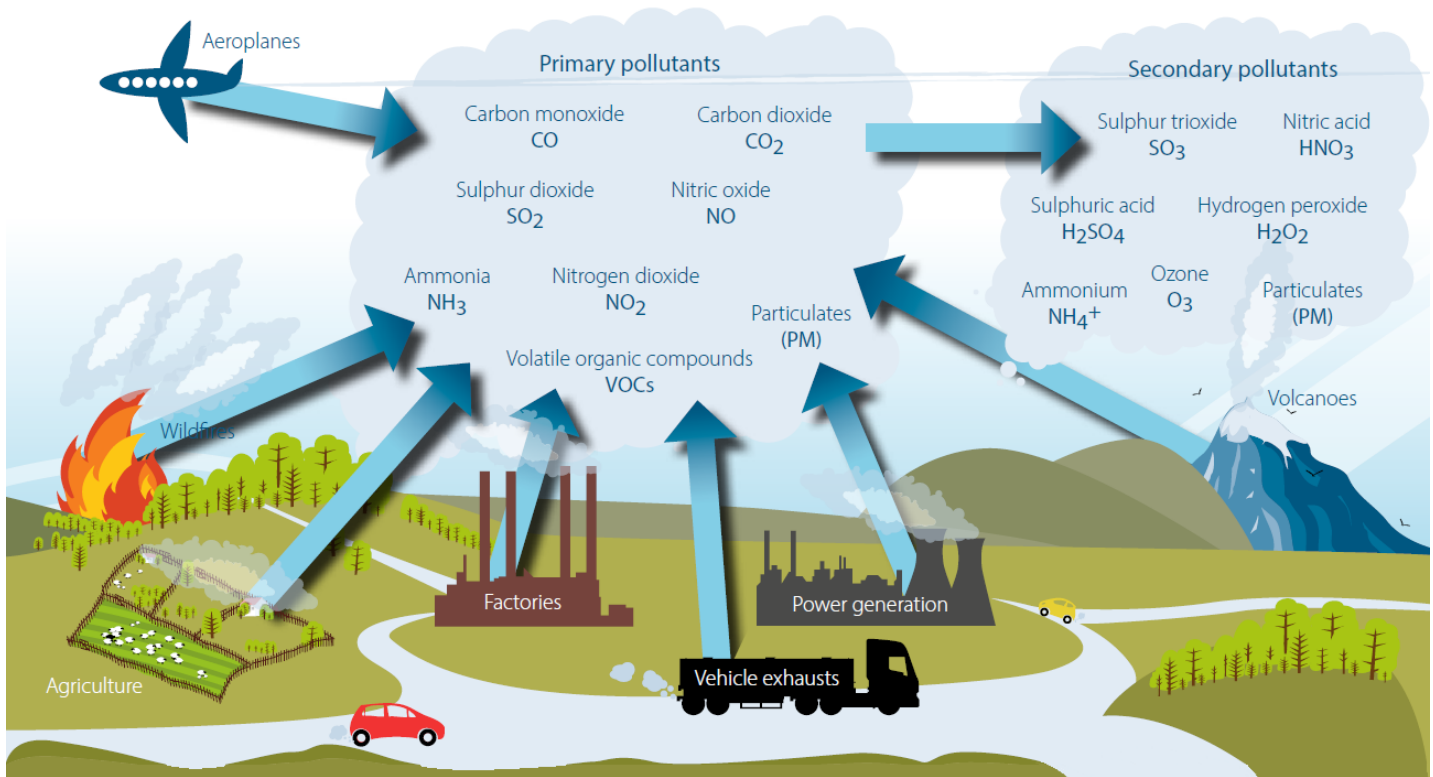 Aeroplanes
Primary pollutants
Carbon monoxide
CO
Carbon dioxide
CO2
Sulphur dioxide
SO2
Nitric oxide
NO
Ammonia
NH3
Nitrogen dioxide
NO2
Particulates
(PM)
Volatile organic compounds
VOCs
Secondary pollutants
Sulphur trioxide
SO3
Nitric acid
HNO3
Sulphuric acid
H2SO4
Hydrogen peroxide
H2O2
Ammonium
NH4+
Ozone
O3
Particulates
(PM)
Wildfires
Volcanoes
Agriculture
Factories
Vehicle exhausts
Power generation